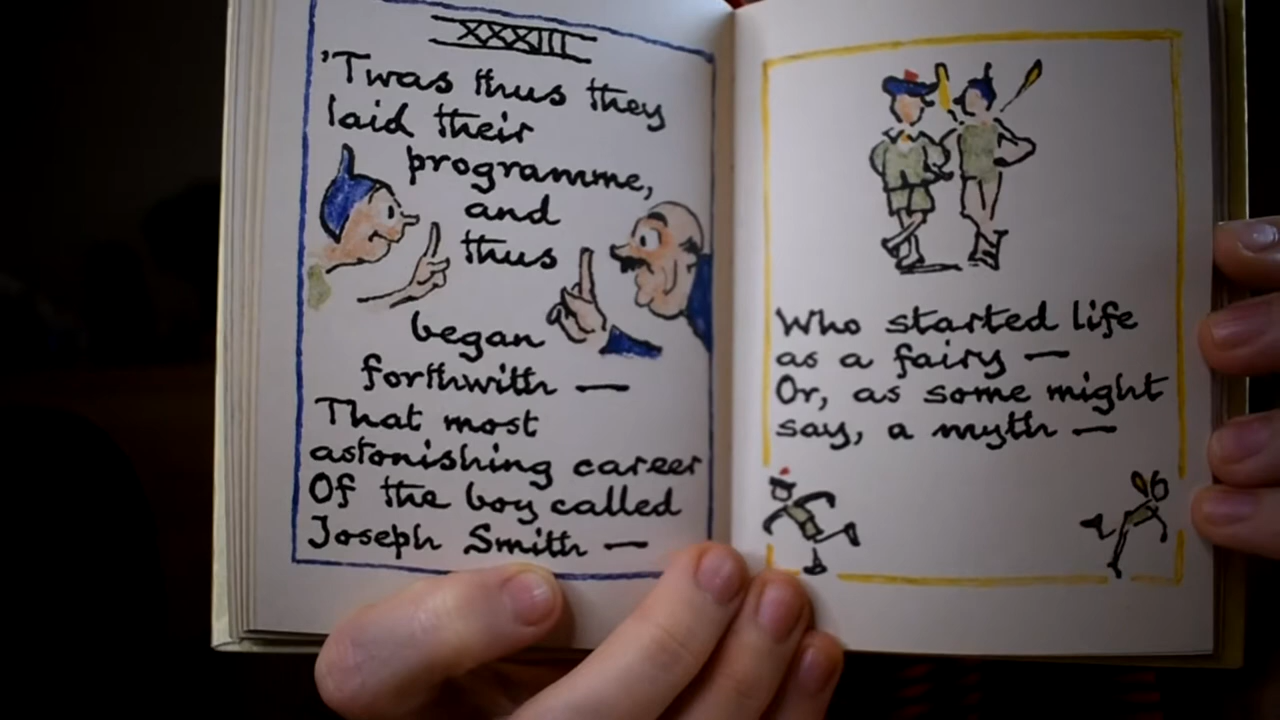 XXXIII
'Twas thus they
laid their
programme,
and
thus
began
forthwith —
That most
astonishing career
Of the boy called
Joseph Smith —
Who started life
as a fairy —
Or, as some might
say, a myth —